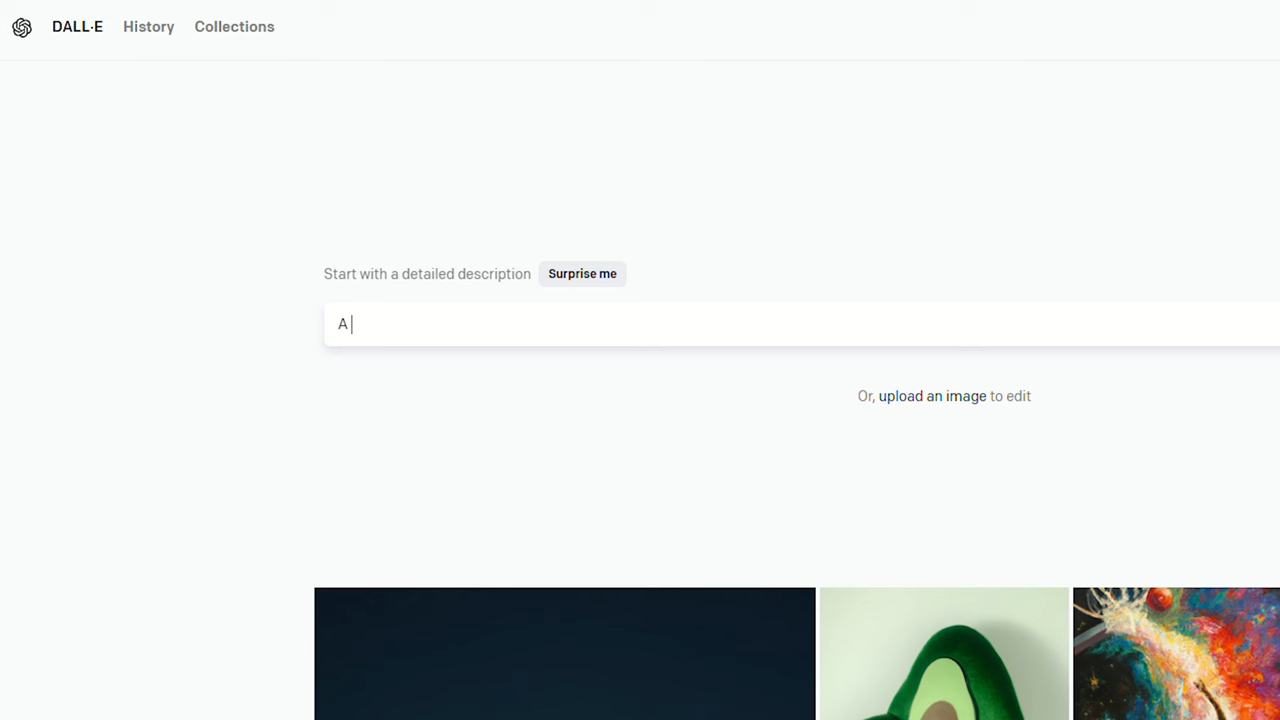 DALL·E History Collections
Start with a detailed description Surprise me
A
Or, upload an image to edit